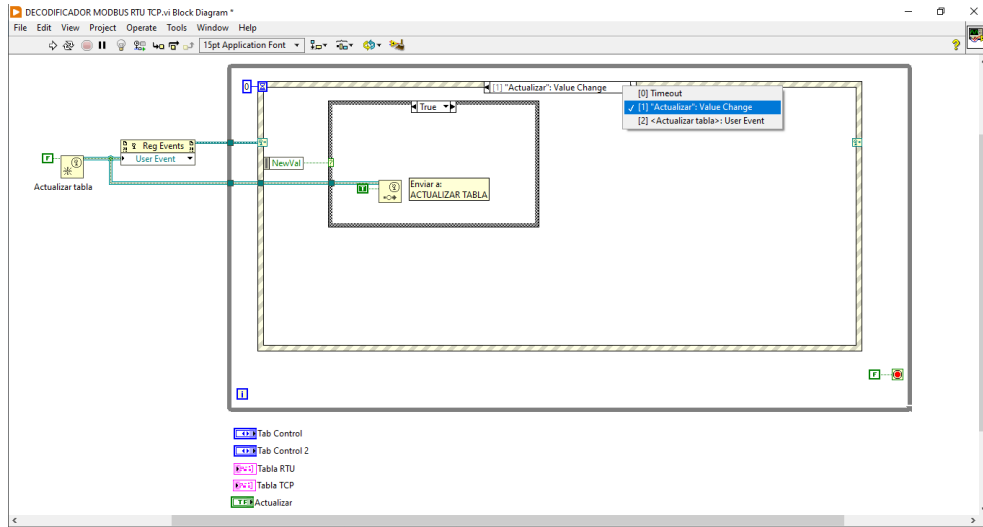 DECODIFICADOR MODBUS RTU TCP.vi Block Diagram *
File Edit View Project Operate Tools Window Help
15pt Application Font
0
[1] "Actualizar": Value Change
[0] Timeout
✓ [1] "Actualizar": Value Change
[2] <Actualizar tabla>: User Event
True
Reg Events
User Event
F
Actualizar tabla
NewVal
?
T
Enviar a:
ACTUALIZAR TABLA
F
i
Tab Control
Tab Control 2
Tabla RTU
Tabla TCP
TF
Actualizar